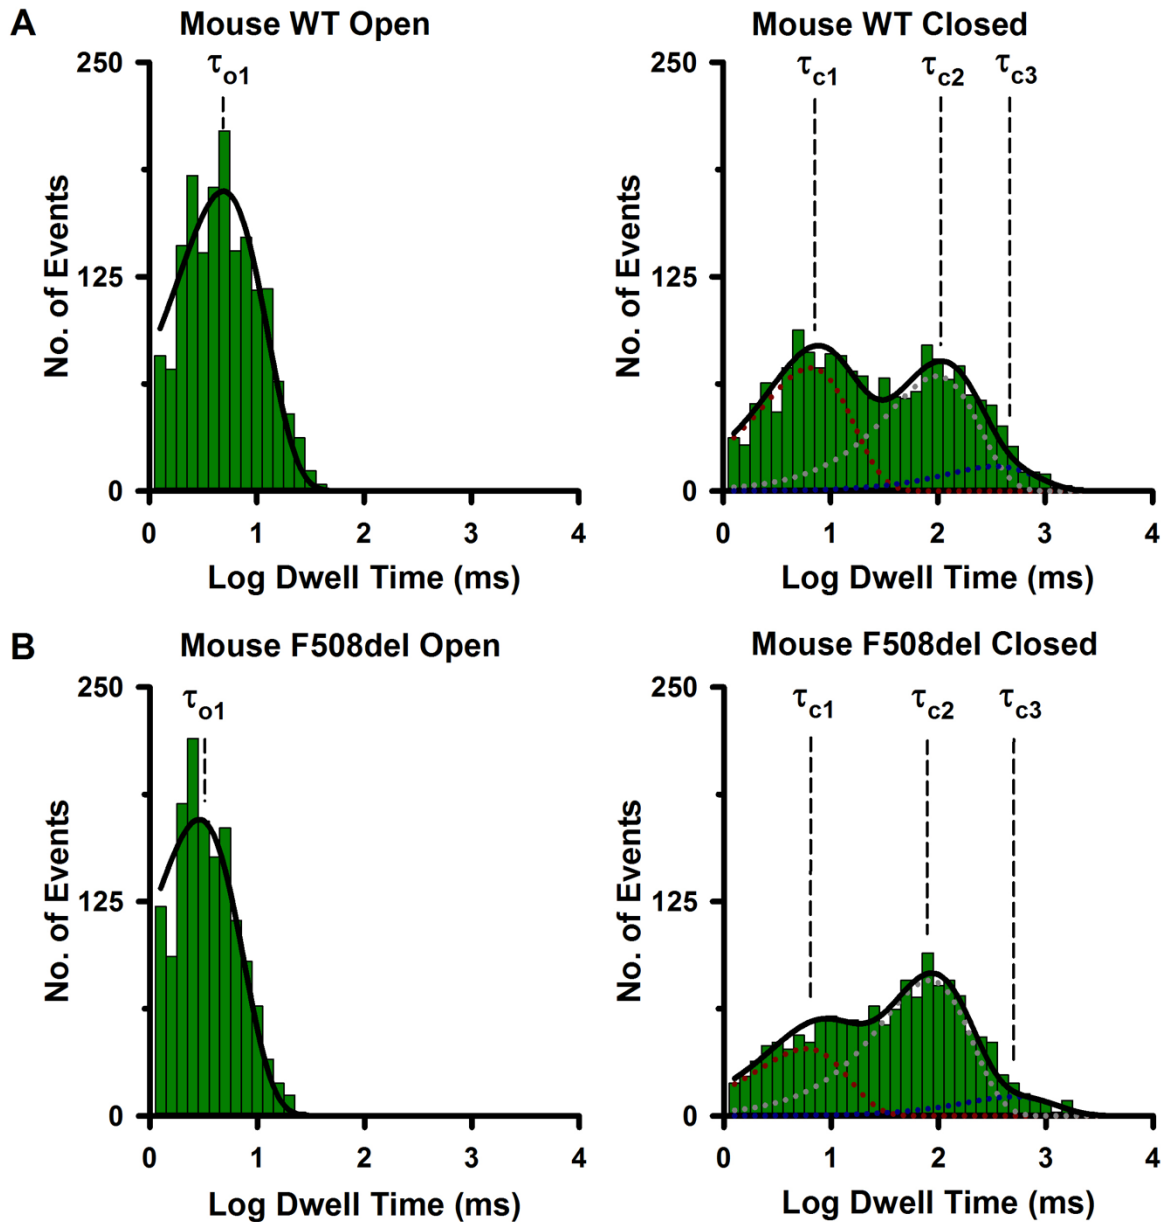 A
Mouse WT Open
Mouse WT Closed
τo1
τc1
τc2
τc3
250
125
0
No. of Events
0 1 2 3 4
Log Dwell Time (ms)
250
125
0
No. of Events
0 1 2 3 4
Log Dwell Time (ms)
B
Mouse F508del Open
Mouse F508del Closed
τo1
τc1
τc2
τc3
250
125
0
No. of Events
0 1 2 3 4
Log Dwell Time (ms)
250
125
0
No. of Events
0 1 2 3 4
Log Dwell Time (ms)